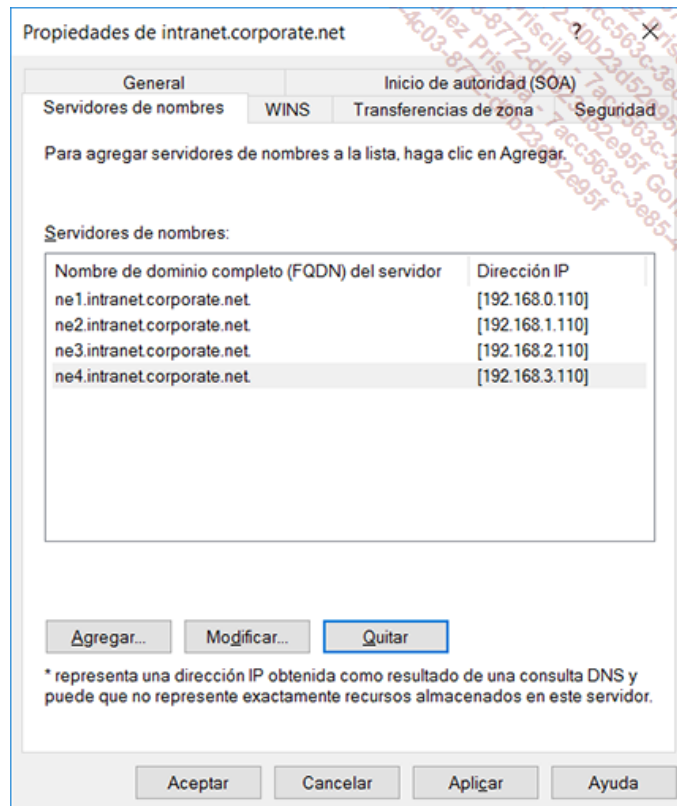 Propiedades de intranet.corporate.net ? ×
General Inicio de autoridad (SOA)
Servidores de nombres WINS Transferencias de zona Seguridad
Para agregar servidores de nombres a la lista, haga clic en Agregar.
Servidores de nombres:
Nombre de dominio completo (FQDN) del servidor Dirección IP
ne1.intranet.corporate.net. [192.168.0.110]
ne2.intranet.corporate.net. [192.168.1.110]
ne3.intranet.corporate.net. [192.168.2.110]
ne4.intranet.corporate.net. [192.168.3.110]
Agregar... Modificar... Quitar
* representa una dirección IP obtenida como resultado de una consulta DNS y
puede que no represente exactamente recursos almacenados en este servidor.
Aceptar Cancelar Aplicar Ayuda